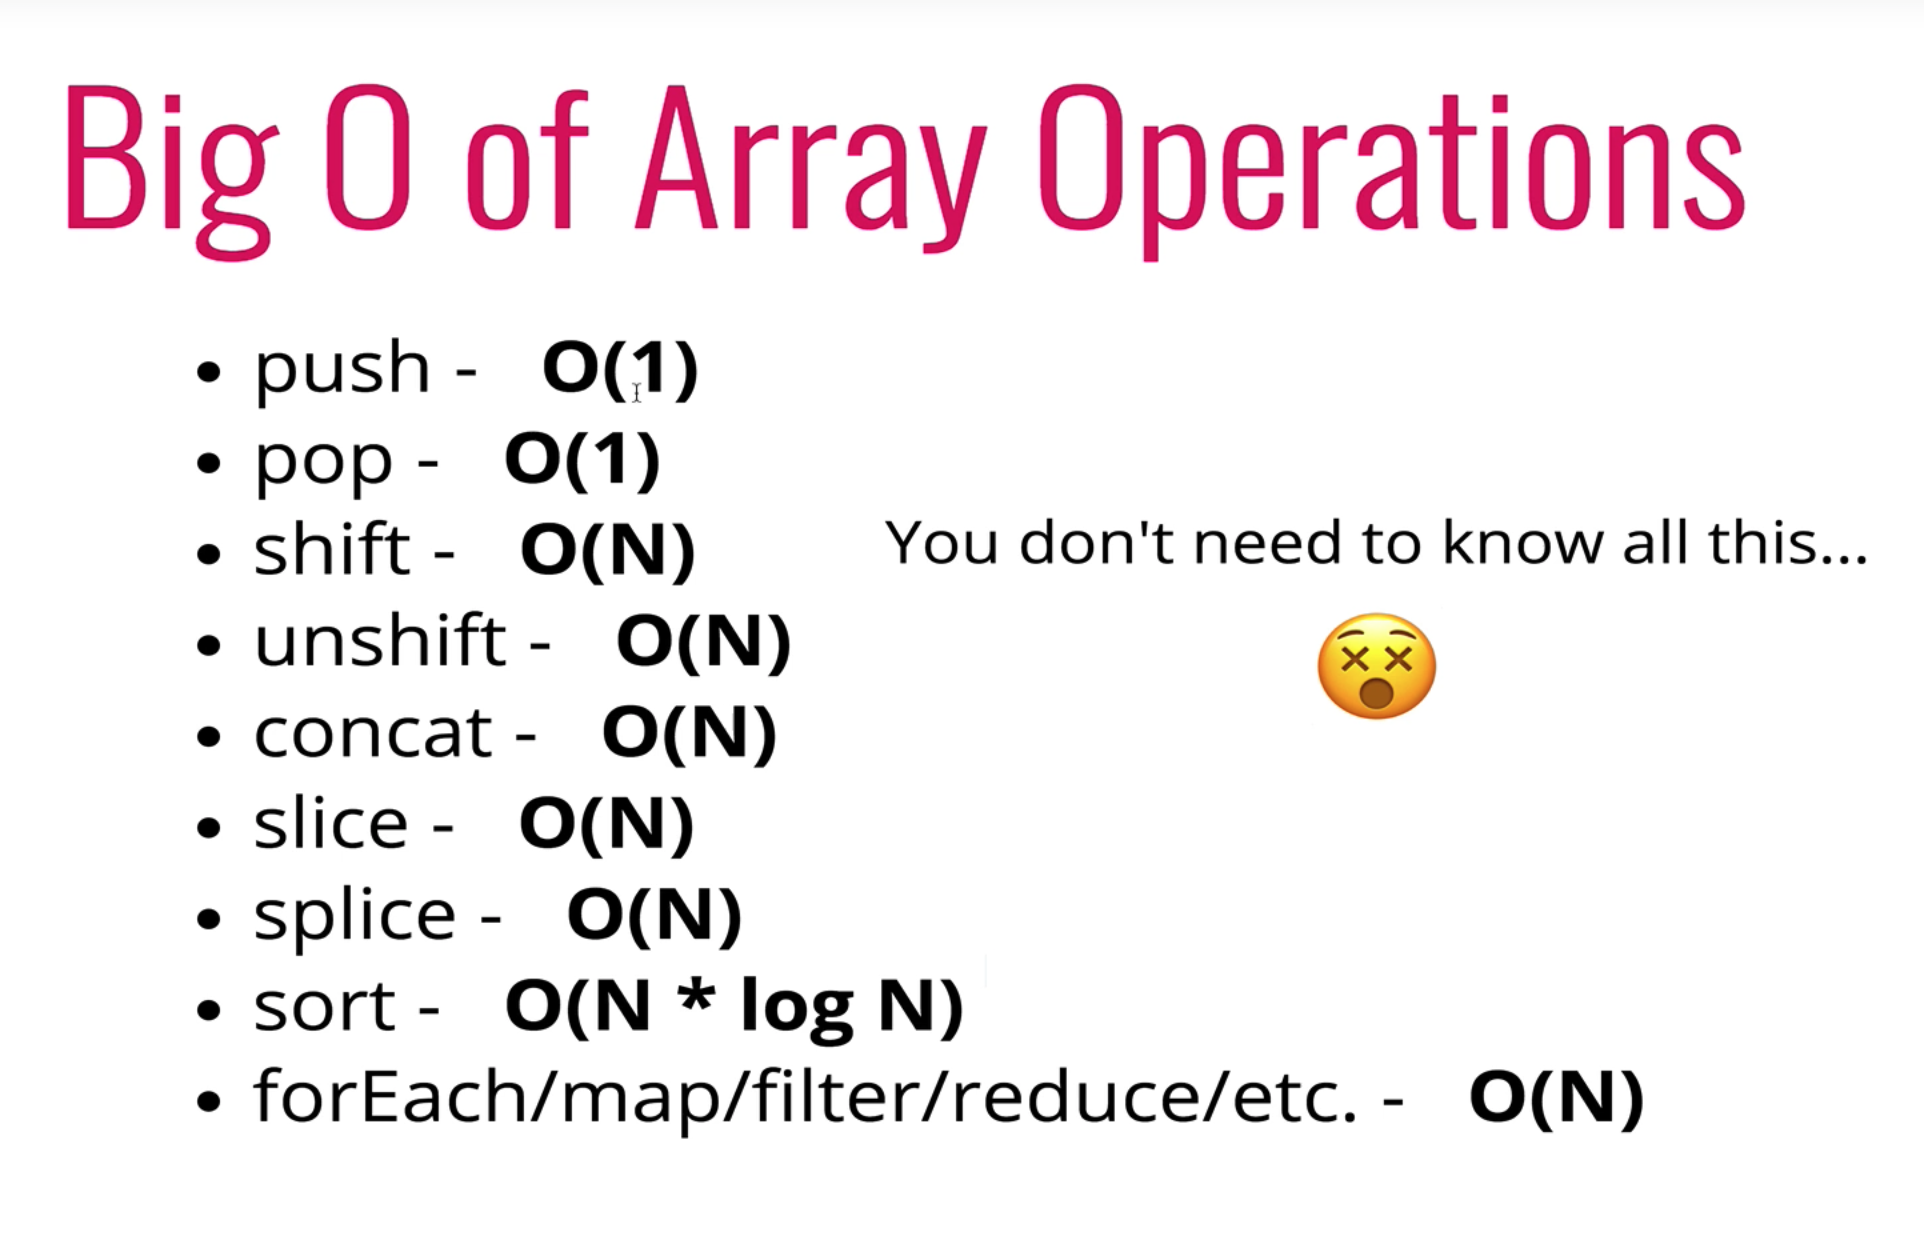 Big O of Array Operations
• push - O(1)
• pop - O(1)
• shift - O(N)
• unshift - O(N)
• concat - O(N)
• slice - O(N)
• splice - O(N)
• sort - O(N * log N)
• forEach/map/filter/reduce/etc. - O(N)
You don't need to know all this...